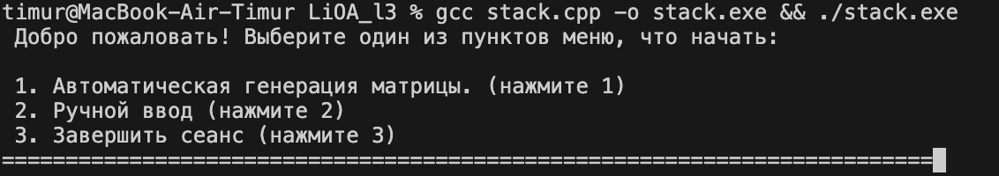 timur@MacBook-Air-Timur LiOA_l3 % gcc stack.cpp -o stack.exe && ./stack.exe
Добро пожаловать! Выберите один из пунктов меню, что начать:
1. Автоматическая генерация матрицы. (нажмите 1)
2. Ручной ввод (нажмите 2)
3. Завершить сеанс (нажмите 3)
=========================================================================